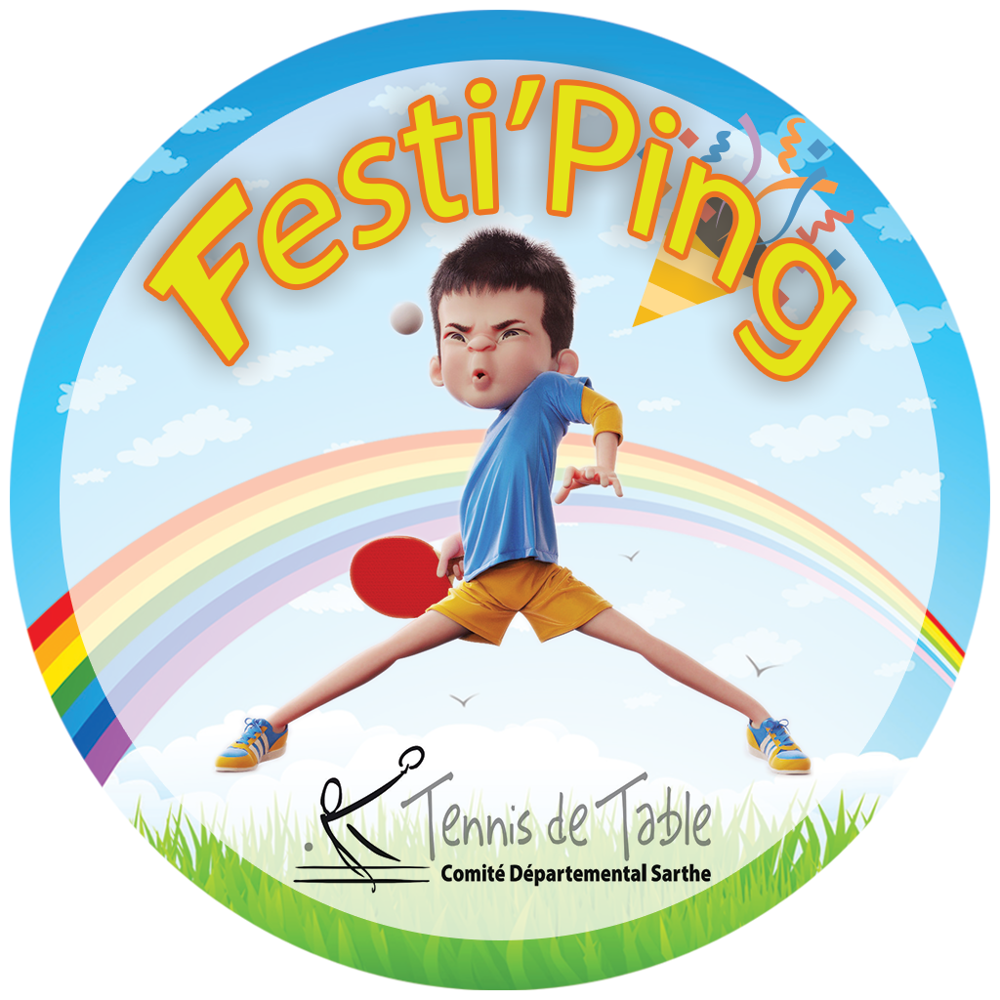 Festi'Ping
Tennis de Table
Comité Départemental Sarthe